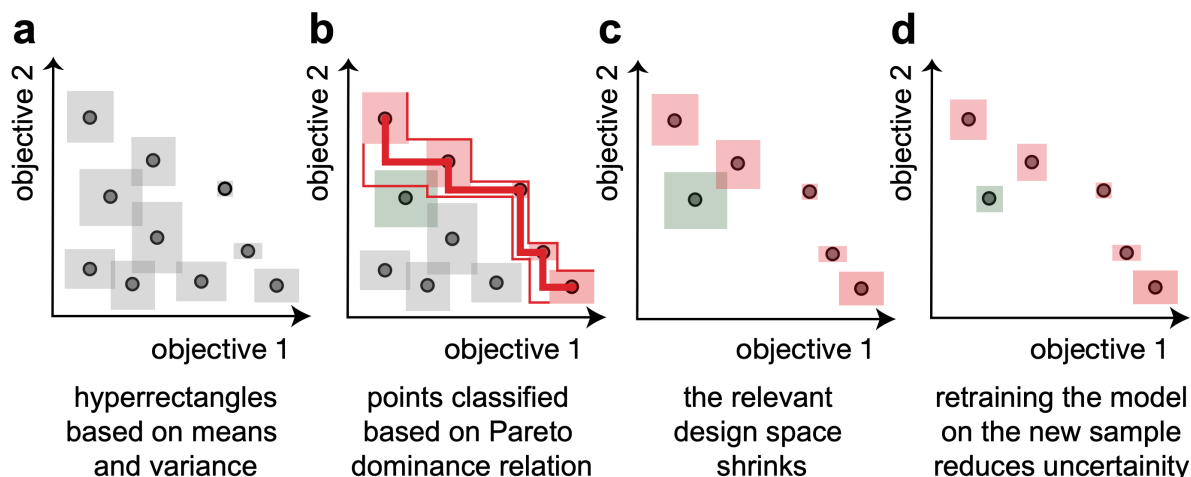 a
b
c
d
objective 2
objective 2
objective 2
objective 2
objective 1
objective 1
objective 1
objective 1
hyperrectangles
based on means
and variance
points classified
based on Pareto
dominance relation
the relevant
design space
shrinks
retraining the model
on the new sample
reduces uncertainity